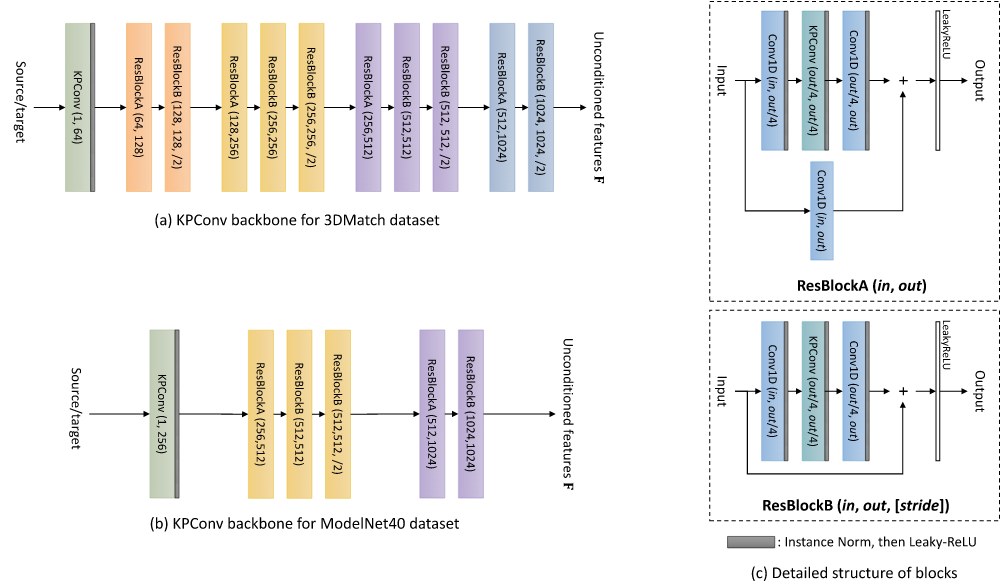 Source/target
KPConv (1, 64)
ResBlockA (64, 128)
ResBlockB (128, 128, /2)
ResBlockA (128,256)
ResBlockB (256,256)
ResBlockB (256,256, /2)
ResBlockA (256,512)
ResBlockB (512,512)
ResBlockB (512, 512, /2)
ResBlockA (512,1024)
ResBlockB (1024, 1024, /2)
Unconditioned features F
(a) KPConv backbone for 3DMatch dataset
Source/target
KPConv (1, 256)
ResBlockA (256,512)
ResBlockB (512,512)
ResBlockB (512,512, /2)
ResBlockA (512,1024)
ResBlockB (1024,1024)
Unconditioned features F
(b) KPConv backbone for ModelNet40 dataset
Input
Conv1D (in, out/4)
KPConv (out/4, out/4)
Conv1D (out/4, out)
+
LeakyReLU
Output
Conv1D (in, out)
ResBlockA (in, out)
Input
Conv1D (in, out/4)
KPConv (out/4, out/4)
Conv1D (out/4, out)
+
LeakyReLU
Output
ResBlockB (in, out, [stride])
: Instance Norm, then Leaky-ReLU
(c) Detailed structure of blocks